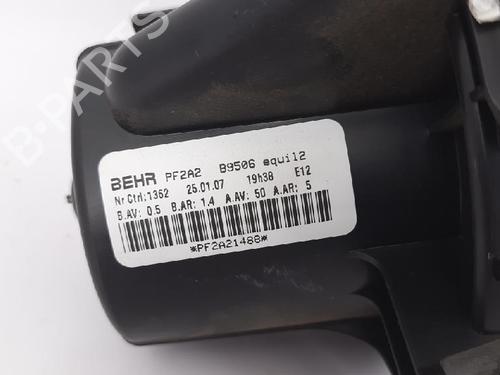 BEHR PF2A2 B9506 equil2
Nr Ctrl:1362 25.01.07 19h38 E12
B.AV: 0.5 B.AR: 1.4 A.AV: 50 A.AR: 5
*PF2A21488*
B-PARTS